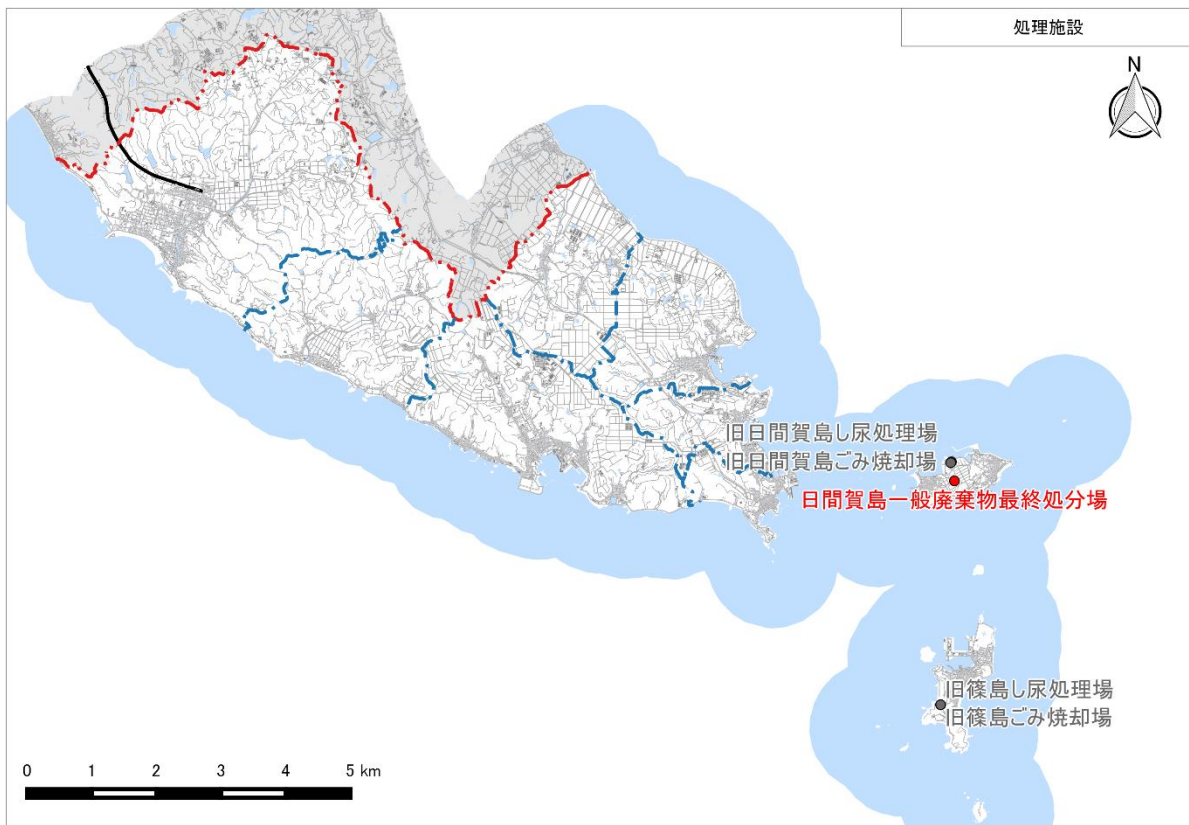 処理施設
N
旧日間賀島し尿処理場
旧日間賀島ごみ焼却場
日間賀島一般廃棄物最終処分場
旧篠島し尿処理場
旧篠島ごみ焼却場
0 1 2 3 4 5 km